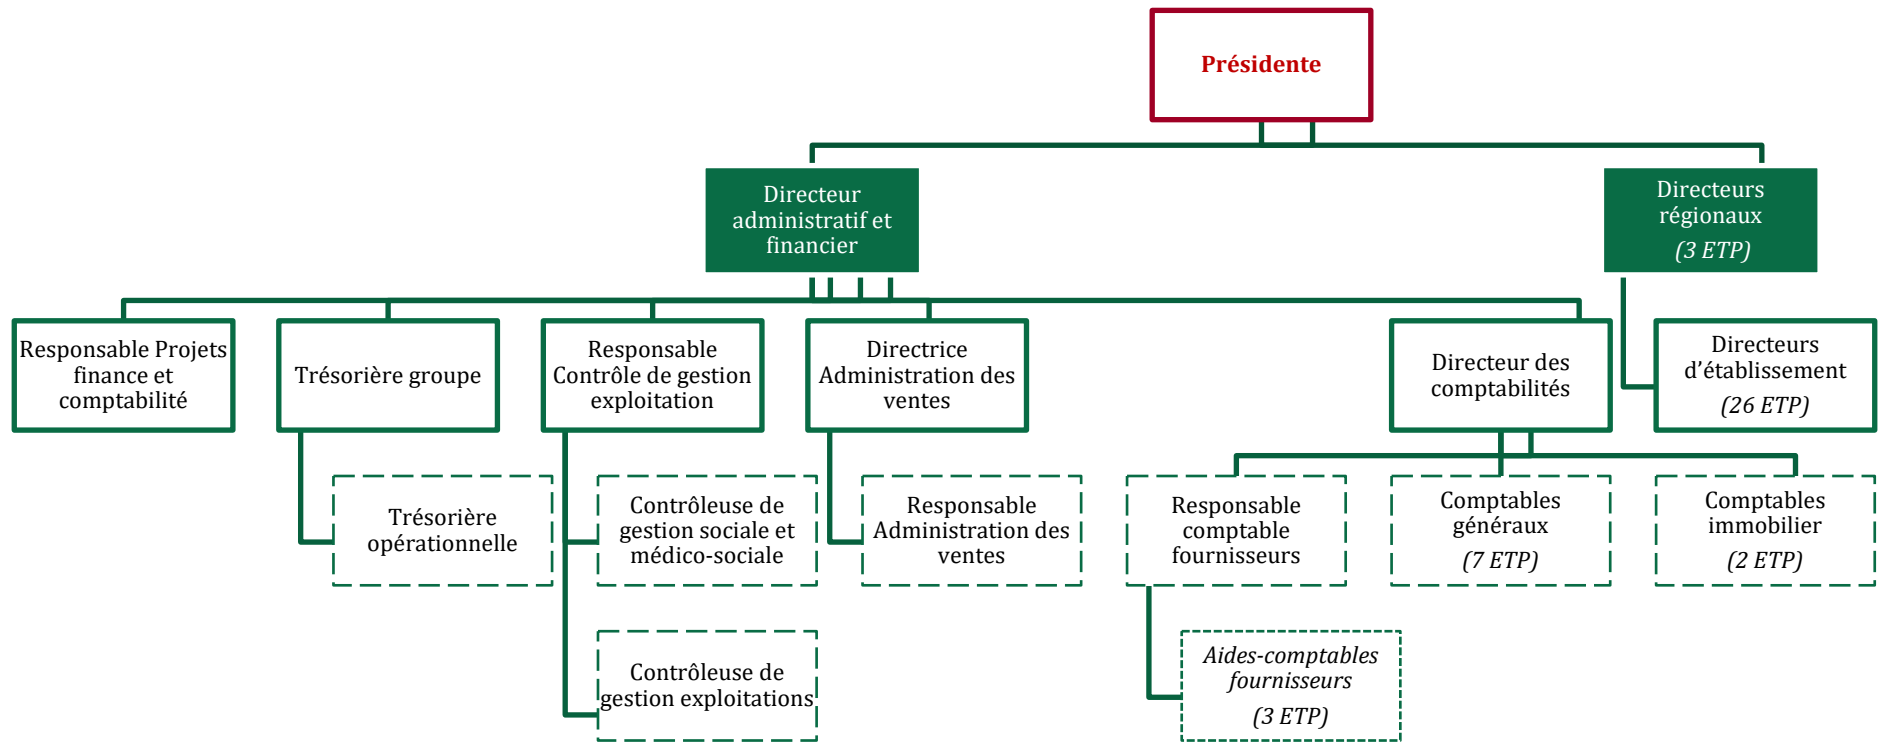 Présidente
Directeur
administratif et
financier
Directeurs
régionaux
(3 ETP)
Responsable Projets
finance et
comptabilité
Trésorière groupe
Responsable
Contrôle de gestion
exploitation
Directrice
Administration des
ventes
Directeur des
comptabilités
Directeurs
d’établissement
(26 ETP)
Trésorière
opérationnelle
Contrôleuse de
gestion sociale et
médico-sociale
Responsable
Administration des
ventes
Responsable
comptable
fournisseurs
Comptables
généraux
(7 ETP)
Comptables
immobilier
(2 ETP)
Contrôleuse de
gestion exploitations
Aides-comptables
fournisseurs
(3 ETP)